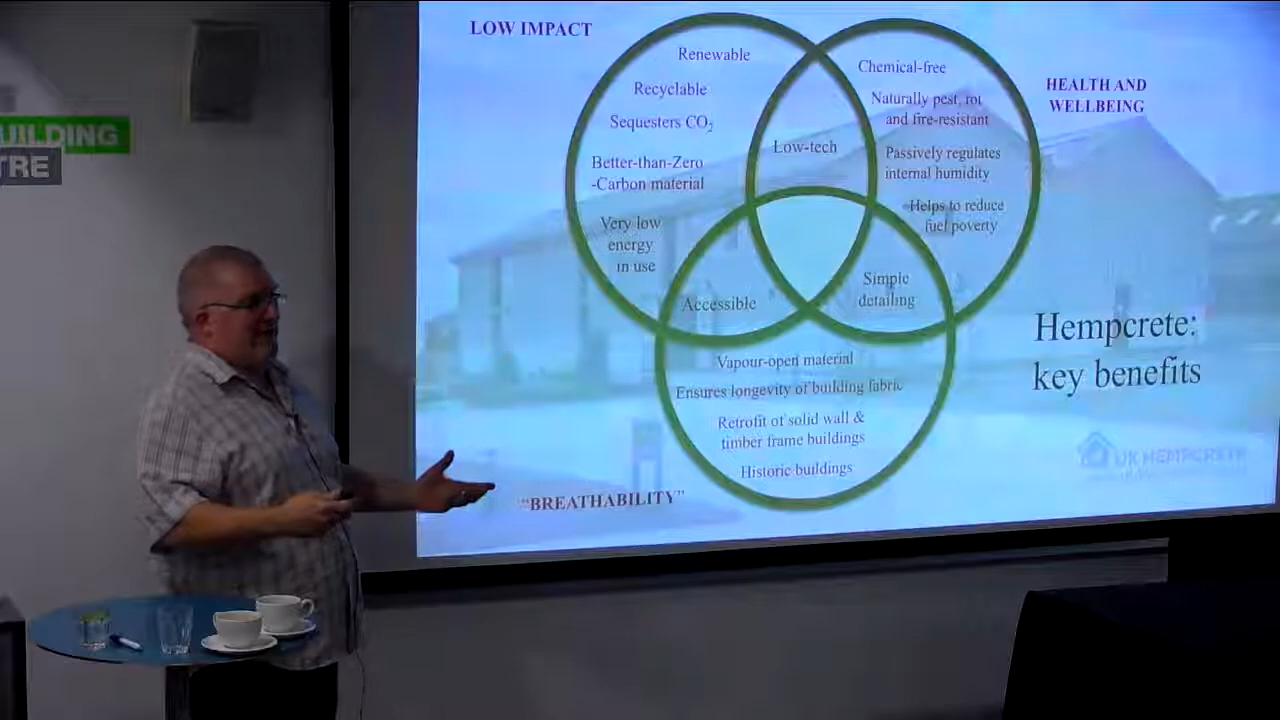 UILDING
TRE
LOW IMPACT
Renewable
Recyclable
Sequesters CO₂
Better-than-Zero
-Carbon material
Very low
energy
in use
Low-tech
Chemical-free
Naturally pest, rot
and fire-resistant
Passively regulates
internal humidity
Helps to reduce
fuel poverty
HEALTH AND
WELLBEING
Accessible
Simple
detailing
Vapour-open material
Ensures longevity of building fabric
Retrofit of solid wall &
timber frame buildings
Historic buildings
"BREATHABILITY"
Hempcrete:
key benefits
UK HEMPCRETE